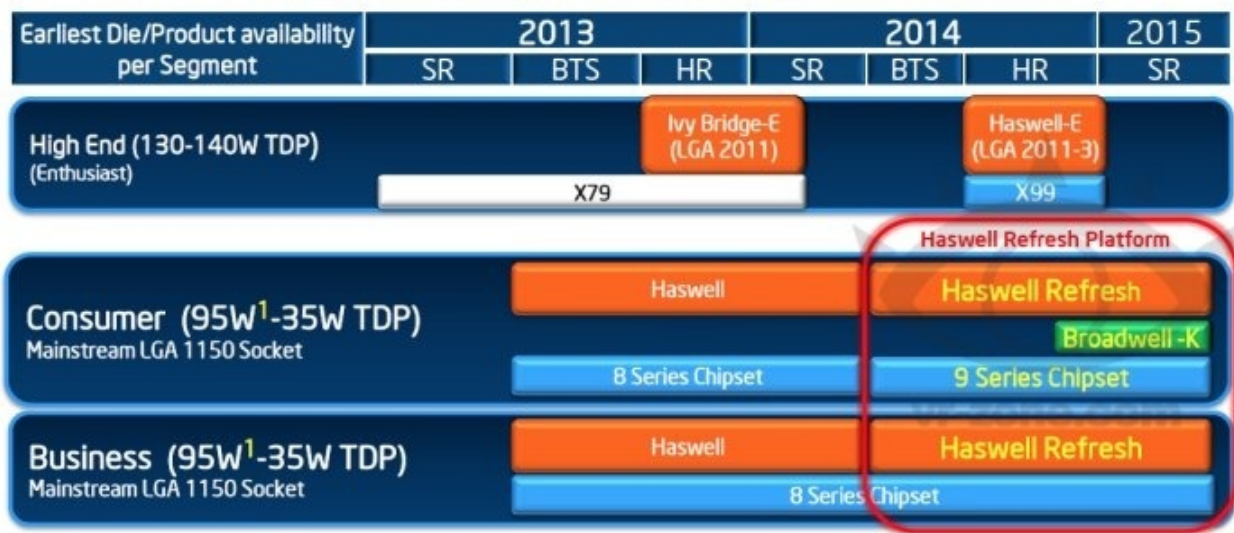 Earliest Die/Product availability per Segment
2013 2014 2015
SR BTS HR SR BTS HR SR
High End (130-140W TDP)
(Enthusiast)
Ivy Bridge-E
(LGA 2011)
Haswell-E
(LGA 2011-3)
X79 X99
Haswell Refresh Platform
Consumer (95W1-35W TDP)
Mainstream LGA 1150 Socket
Haswell Haswell Refresh
Broadwell -K
8 Series Chipset 9 Series Chipset
vr-zone.com
Business (95W1-35W TDP)
Mainstream LGA 1150 Socket
Haswell Haswell Refresh
8 Series Chipset